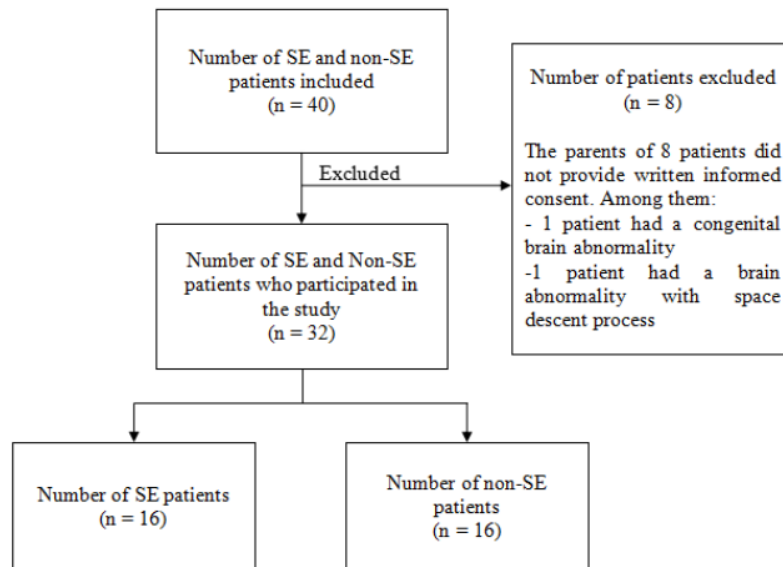 Number of SE and non-SE
patients included
(n = 40)
Number of patients excluded
(n = 8)
The parents of 8 patients did
not provide written informed
consent. Among them:
- 1 patient had a congenital
brain abnormality
-1 patient had a brain
abnormality with space
descent process
Excluded
Number of SE and Non-SE
patients who participated in
the study
(n = 32)
Number of SE patients
(n = 16)
Number of non-SE
patients
(n = 16)